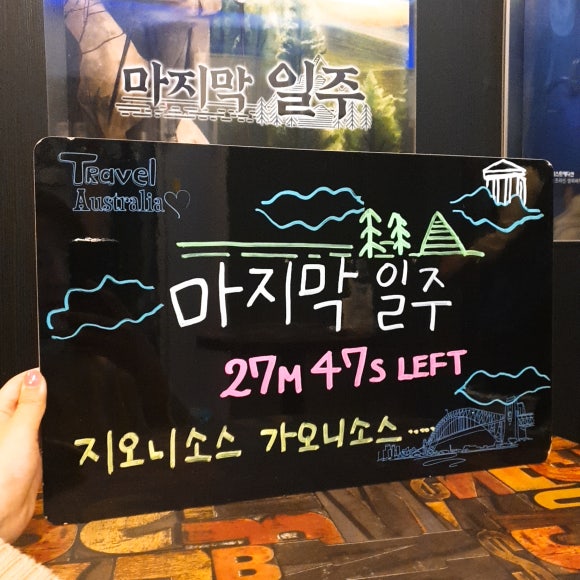 마지막 일주
Travel
Australia
마지막 일주
27M 47S LEFT
지오니소스 가오니소스.....